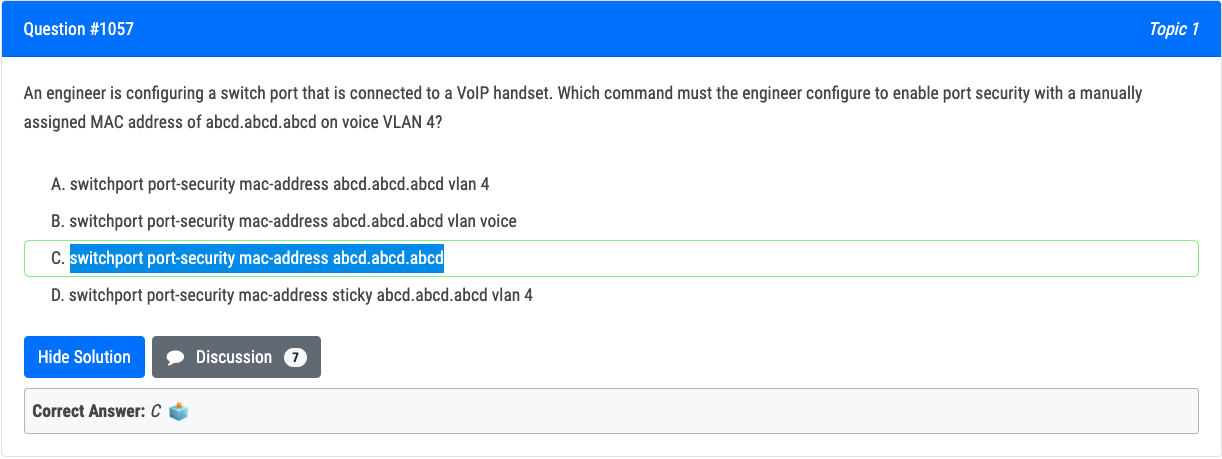 Question #1057
Topic 1
An engineer is configuring a switch port that is connected to a VoIP handset. Which command must the engineer configure to enable port security with a manually
assigned MAC address of abcd.abcd.abcd on voice VLAN 4?
A. switchport port-security mac-address abcd.abcd.abcd vlan 4
B. switchport port-security mac-address abcd.abcd.abcd vlan voice
C. switchport port-security mac-address abcd.abcd.abcd
D. switchport port-security mac-address sticky abcd.abcd.abcd vlan 4
Hide Solution
Discussion 7
Correct Answer: C